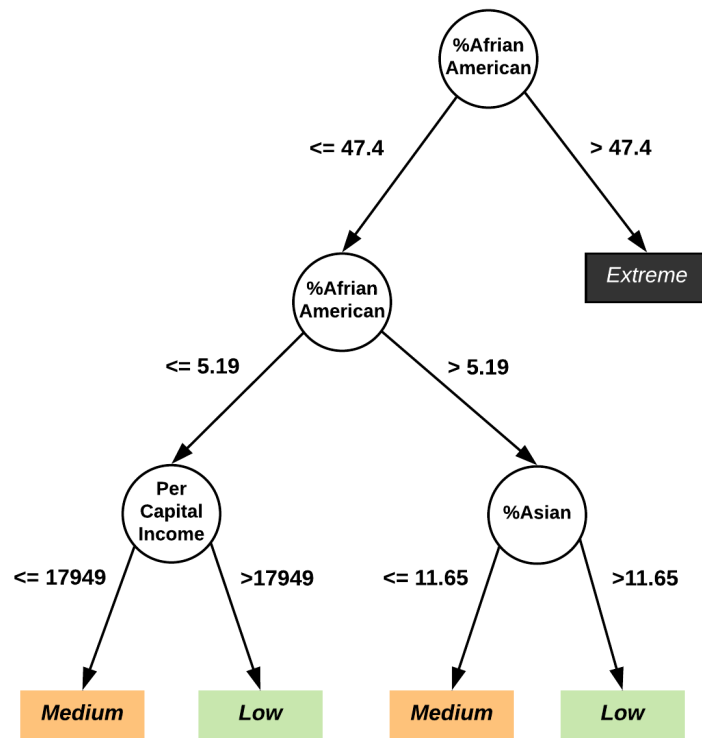 %Afrian
American
<= 47.4
> 47.4
Extreme
%Afrian
American
<= 5.19
> 5.19
Per
Capital
Income
%Asian
<= 17949
>17949
<= 11.65
>11.65
Medium
Low
Medium
Low